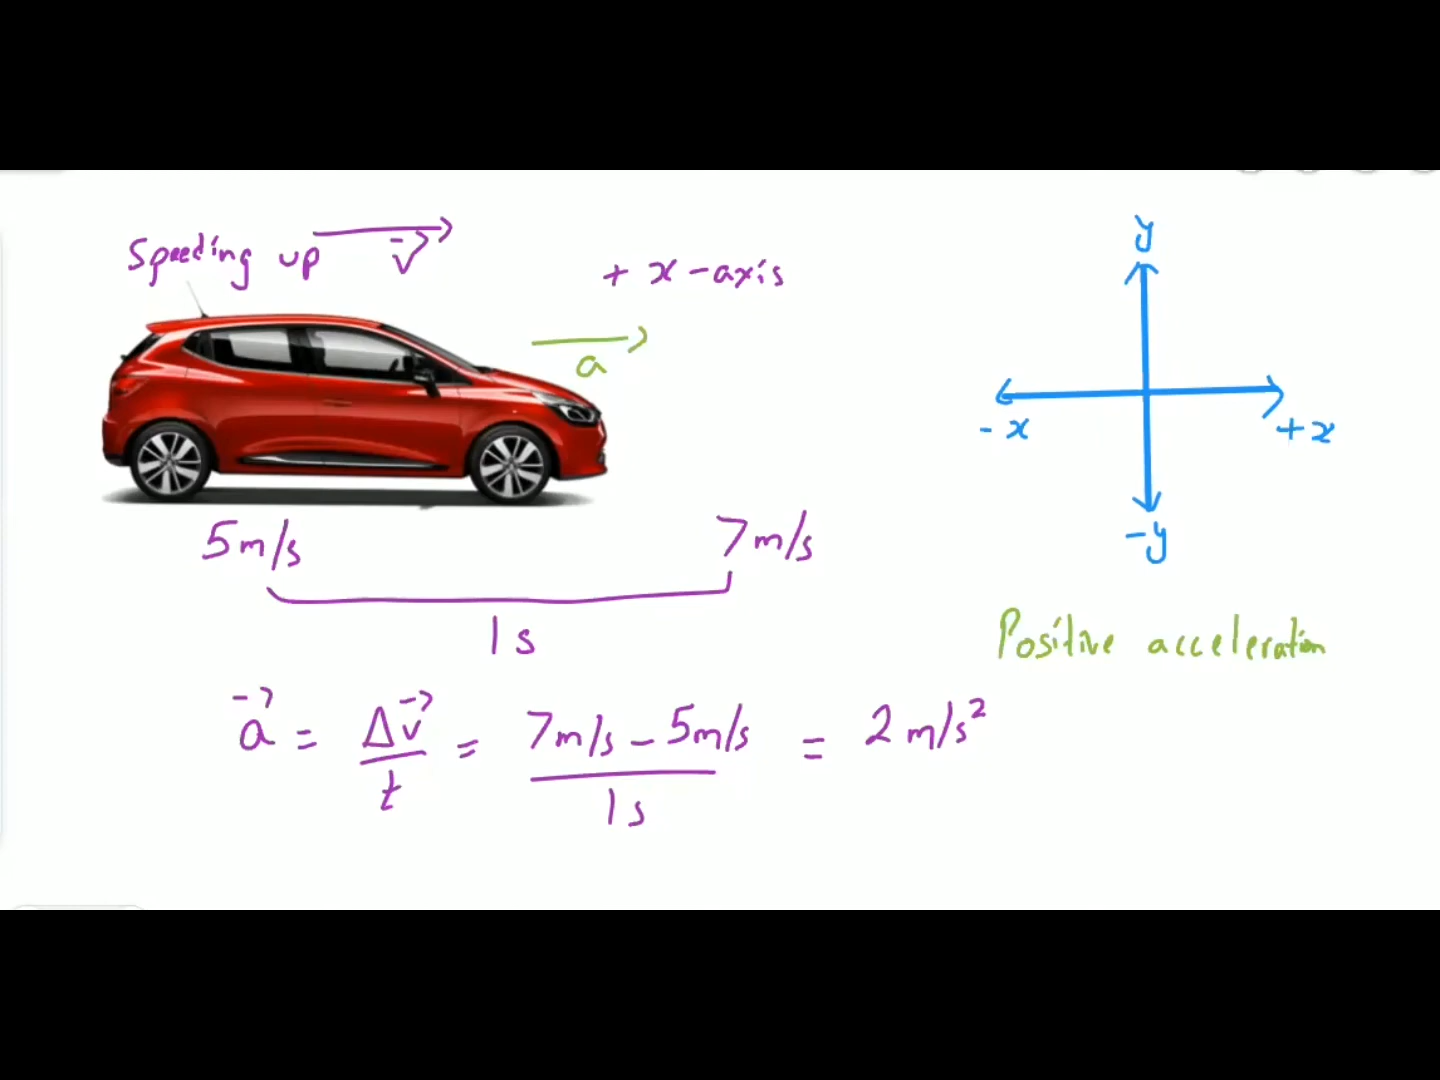 Speeding up v
+ x-axis
a
y
-x
+x
-y
5m/s
7m/s
1s
Positive acceleration
a = Δv/t = 7m/s - 5m/s / 1s = 2 m/s²